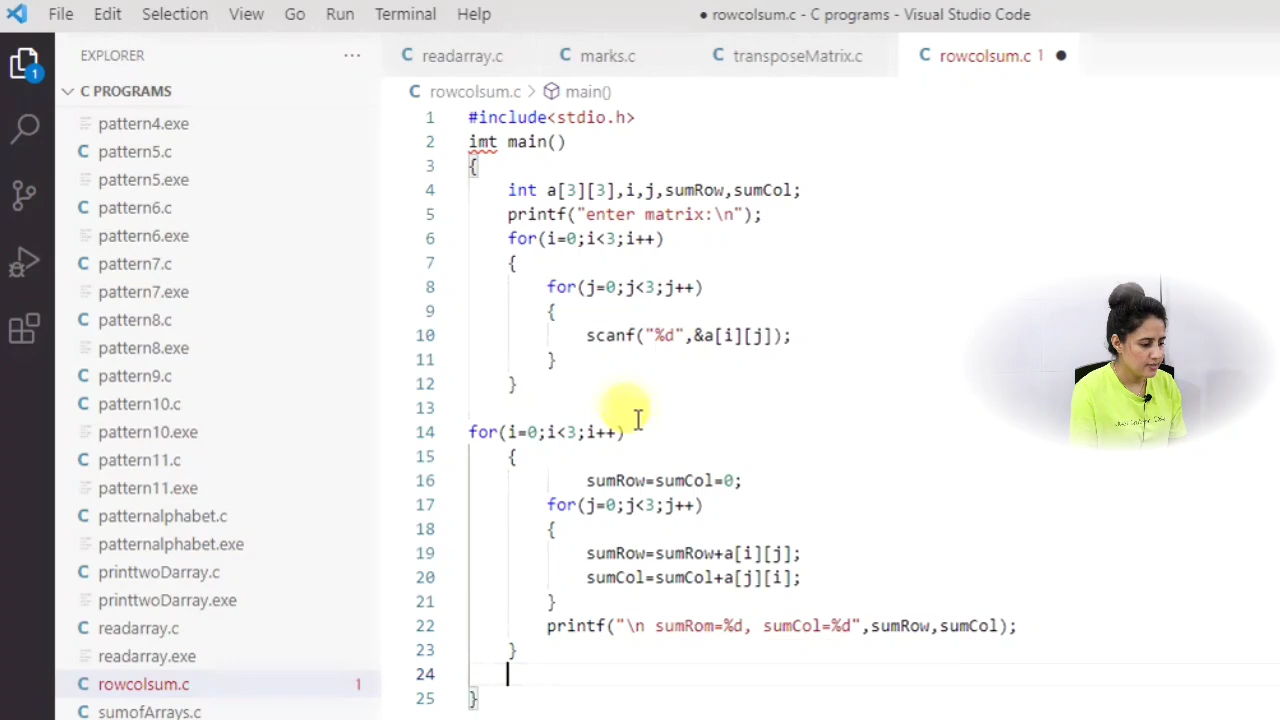 File Edit Selection View Go Run Terminal Help
rowcolsum.c - C programs - Visual Studio Code
EXPLORER
C readarray.c
C marks.c
C transposeMatrix.c
C rowcolsum.c 1
1
C PROGRAMS
C rowcolsum.c > main()
pattern4.exe
C pattern5.c
pattern5.exe
C pattern6.c
pattern6.exe
C pattern7.c
pattern7.exe
C pattern8.c
pattern8.exe
C pattern9.c
C pattern10.c
pattern10.exe
C pattern11.c
pattern11.exe
C patternalphabet.c
patternalphabet.exe
C printtwoDarray.c
printtwoDarray.exe
C readarray.c
readarray.exe
C rowcolsum.c 1
C sumofArrays.c
1 #include<stdio.h>
2 imt main()
3 {
4 int a[3][3],i,j,sumRow,sumCol;
5 printf("enter matrix:\n");
6 for(i=0;i<3;i++)
7 {
8 for(j=0;j<3;j++)
9 {
10 scanf("%d",&a[i][j]);
11 }
12 }
13
14 for(i=0;i<3;i++)
15 {
16 sumRow=sumCol=0;
17 for(j=0;j<3;j++)
18 {
19 sumRow=sumRow+a[i][j];
20 sumCol=sumCol+a[j][i];
21 }
22 printf("\n sumRom=%d, sumCol=%d",sumRow,sumCol);
23 }
24
25 }